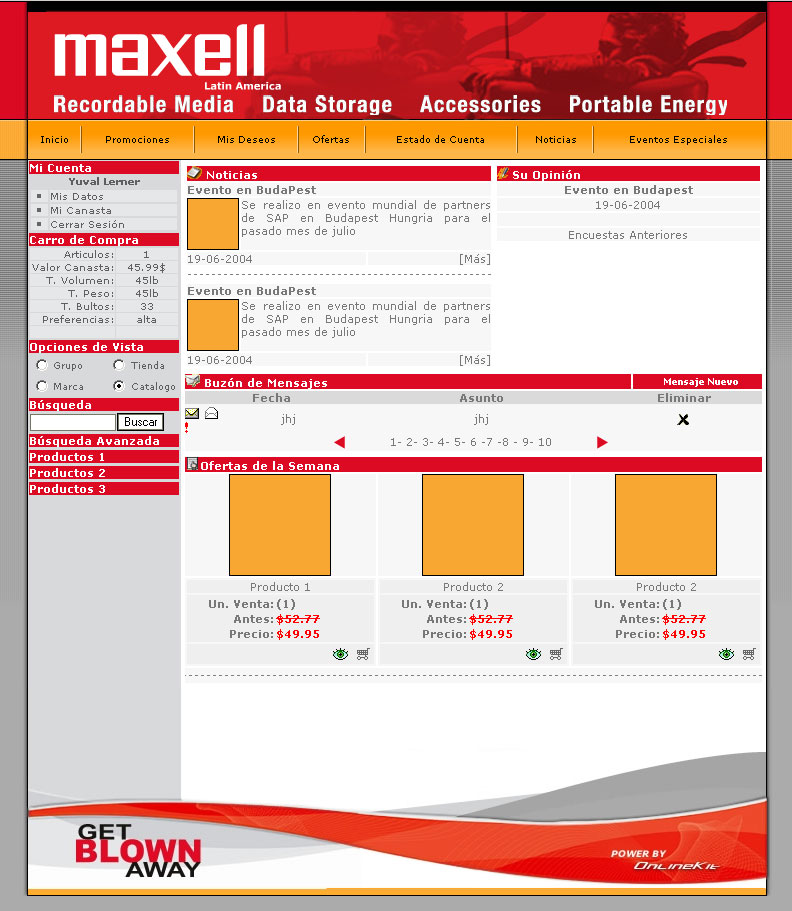 maxell
Latin America
Recordable Media Data Storage Accessories Portable Energy
Inicio Promociones Mis Deseos Ofertas Estado de Cuenta Noticias Eventos Especiales
Mi Cuenta
Yuval Lerner
Mis Datos
Mi Canasta
Cerrar Sesión
Carro de Compra
Articulos: 1
Valor Canasta: 45.99$
T. Volumen: 45lb
T. Peso: 45lb
T. Bultos: 33
Preferencias: alta
Opciones de Vista
Grupo Tienda
Marca Catalogo
Búsqueda
Buscar
Búsqueda Avanzada
Productos 1
Productos 2
Productos 3
Noticias
Evento en BudaPest
Se realizo en evento mundial de partners
de SAP en Budapest Hungria para el
pasado mes de julio
19-06-2004 [Más]
Evento en BudaPest
Se realizo en evento mundial de partners
de SAP en Budapest Hungria para el
pasado mes de julio
19-06-2004 [Más]
Su Opinión
Evento en Budapest
19-06-2004
Encuestas Anteriores
Buzón de Mensajes Mensaje Nuevo
Fecha Asunto Eliminar
jhj jhj
1- 2- 3- 4- 5- 6 -7 -8 - 9- 10
Ofertas de la Semana
Producto 1 Producto 2 Producto 2
Un. Venta: (1) Un. Venta: (1) Un. Venta: (1)
Antes: $52.77 Antes: $52.77 Antes: $52.77
Precio: $49.95 Precio: $49.95 Precio: $49.95
GET
BLOWN
AWAY
POWER BY
OnLineKit